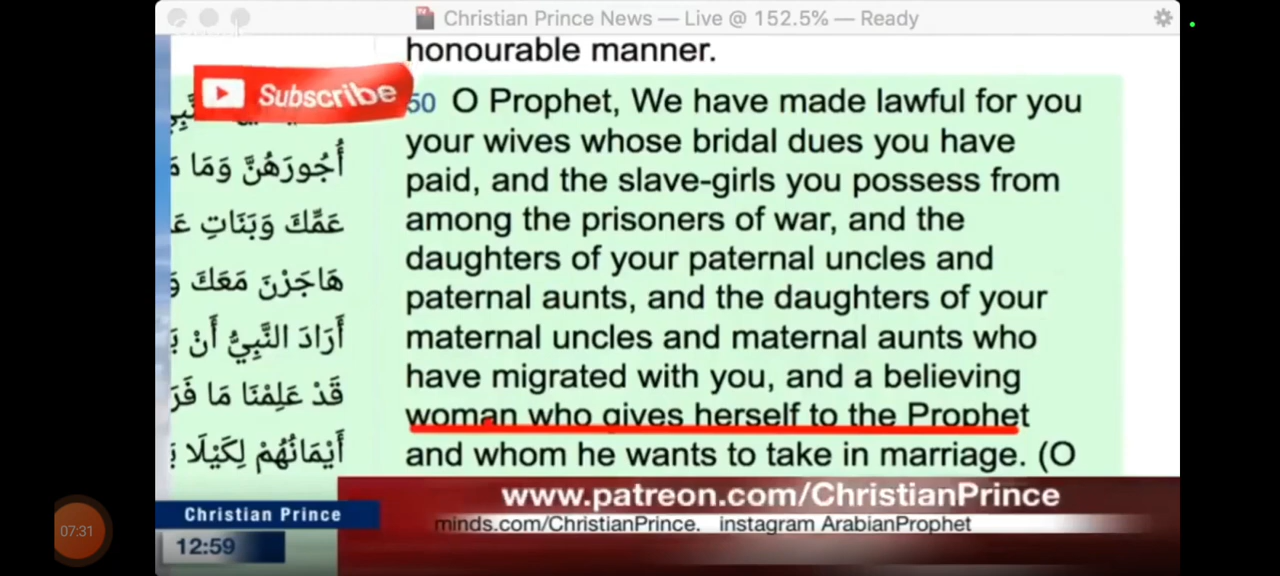 Christian Prince News — Live @ 152.5% — Ready
honourable manner.
Subscribe
50 O Prophet, We have made lawful for you
your wives whose bridal dues you have
paid, and the slave-girls you possess from
among the prisoners of war, and the
daughters of your paternal uncles and
paternal aunts, and the daughters of your
maternal uncles and maternal aunts who
have migrated with you, and a believing
woman who gives herself to the Prophet
and whom he wants to take in marriage. (O
أُجُورَهُنَّ وَمَا
عَمِّكَ وَبَنَاتِ
هَاجَرْنَ مَعَكَ
أَرَادَ النَّبِيُّ أَنْ
قَدْ عَلِمْنَا مَا
أَيْمَانُهُمْ لِكَيْلَا
www.patreon.com/ChristianPrince
minds.com/ChristianPrince. instagram ArabianProphet
Christian Prince
12:59
07:31